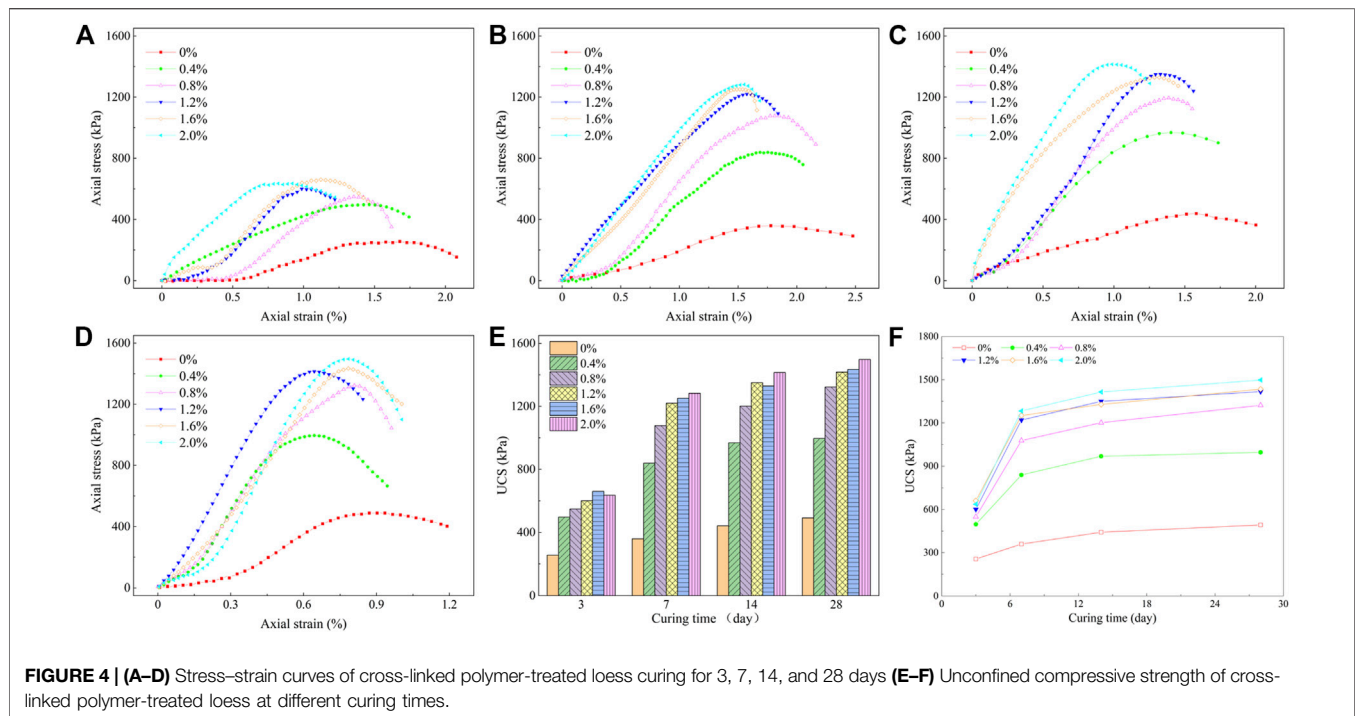 A
1600
1200
800
400
0
Axial stress (kPa)
0%
0.4%
0.8%
1.2%
1.6%
2.0%
0.0 0.5 1.0 1.5 2.0
Axial strain (%)
B
1600
1200
800
400
0
Axial stress (kPa)
0%
0.4%
0.8%
1.2%
1.6%
2.0%
0.0 0.5 1.0 1.5 2.0 2.5
Axial strain (%)
C
1600
1200
800
400
0
Axial stress (kPa)
0%
0.4%
0.8%
1.2%
1.6%
2.0%
0.0 0.5 1.0 1.5 2.0
Axial strain (%)
D
1600
1200
800
400
0
Axial stress (kPa)
0%
0.4%
0.8%
1.2%
1.6%
2.0%
0.0 0.3 0.6 0.9 1.2
Axial strain (%)
E
1600
1200
800
400
0
UCS (kPa)
0%
0.4%
0.8%
1.2%
1.6%
2.0%
3 7 14 28
Curing time （day）
F
1800
1500
1200
900
600
300
0
UCS (kPa)
0% 0.4% 0.8%
1.2% 1.6% 2.0%
0 6 12 18 24 30
Curing time (day)
FIGURE 4 | (A–D) Stress–strain curves of cross-linked polymer-treated loess curing for 3, 7, 14, and 28 days (E–F) Unconfined compressive strength of cross-
linked polymer-treated loess at different curing times.